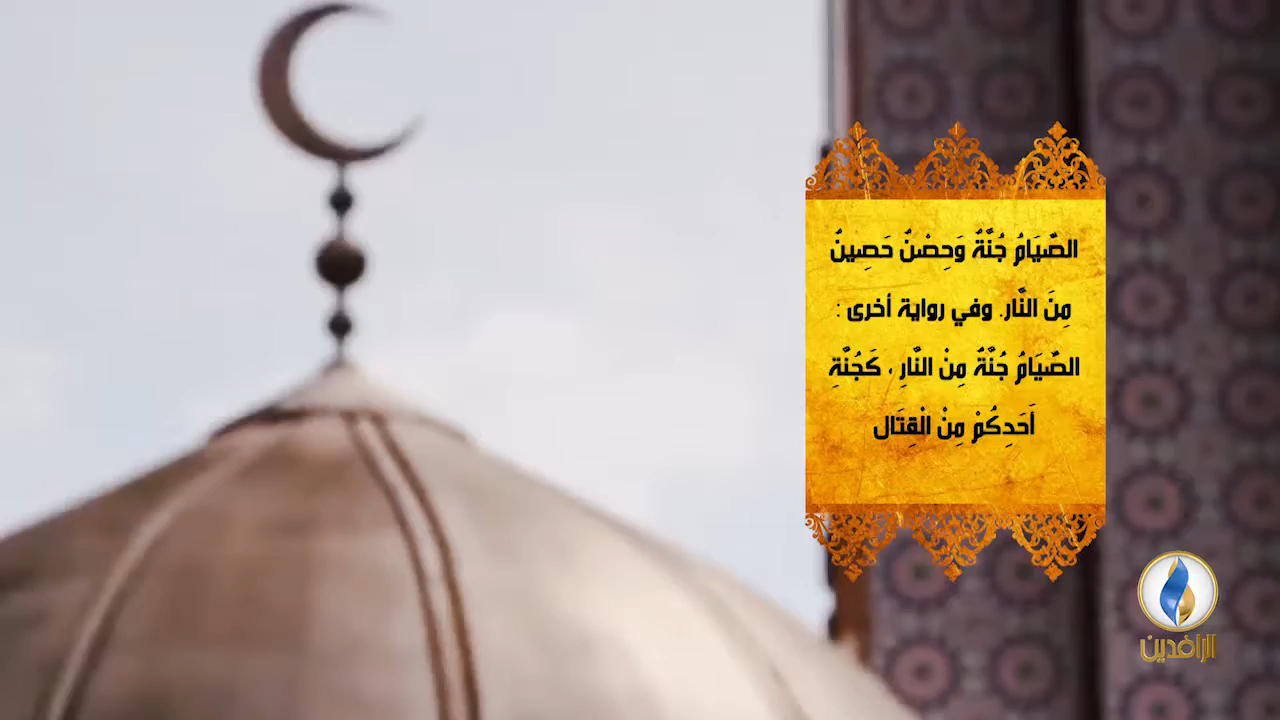 الصِّيَامُ جُنَّةٌ وَحِصْنٌ حَصِينٌ
مِنَ النَّار. وفي رواية أخرى :
الصِّيَامُ جُنَّةٌ مِنْ النَّارِ ، كَجُنَّةِ
أَحَدِكُمْ مِنْ الْقِتَال
الرافدين